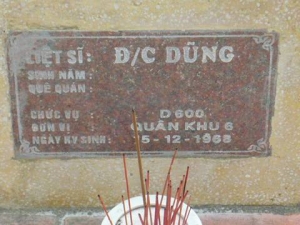 LIỆT SĨ: Đ/C DŨNG
SINH NĂM:
QUÊ QUÁN:
CHỨC VỤ: D 600
ĐƠN VỊ: QUÂN KHU 6
NGÀY HY SINH: 5-12-1968